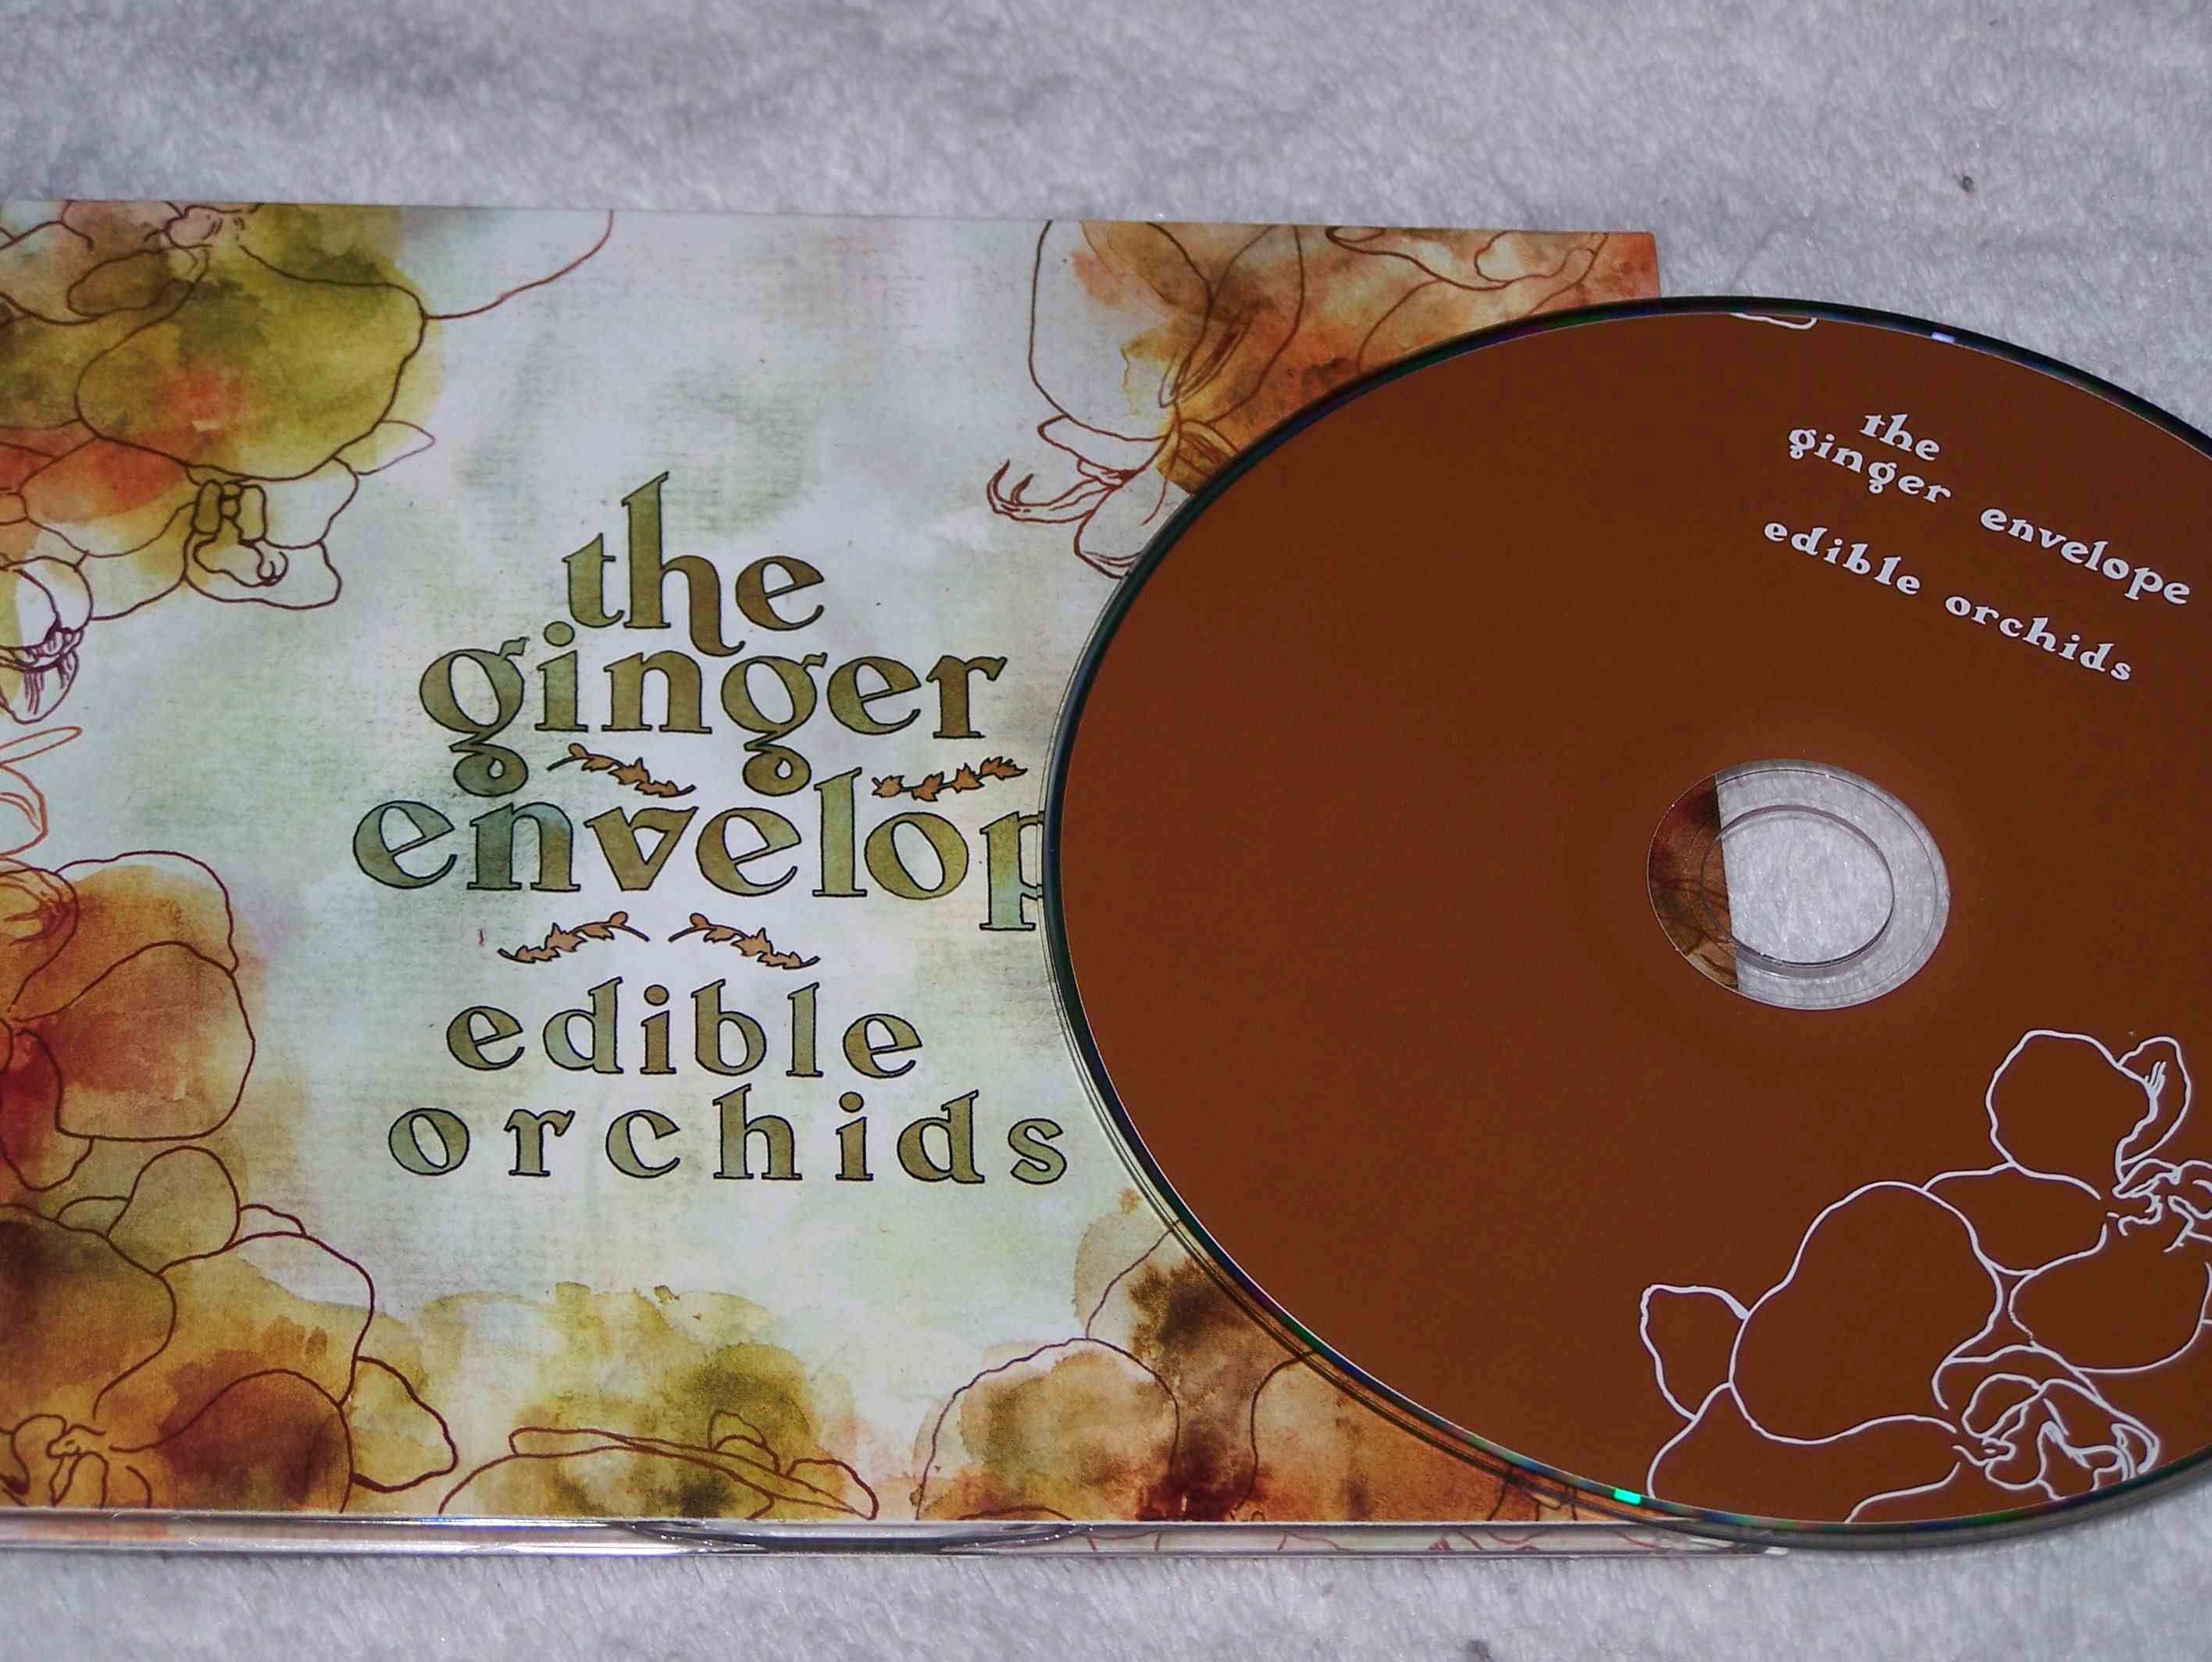 the
ginger
envelop
edible
orchids
the
ginger envelope
edible orchids